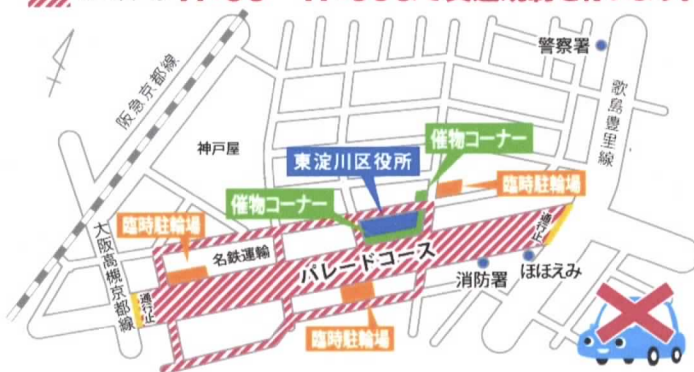 警察署
阪急京都線
歌島豊里線
神戸屋
催物コーナー
東淀川区役所
臨時駐輪場
催物コーナー
臨時駐輪場
名鉄運輸
パレードコース
通行止
大阪高槻京都線
通行止
消防署
ほほえみ
臨時駐輪場